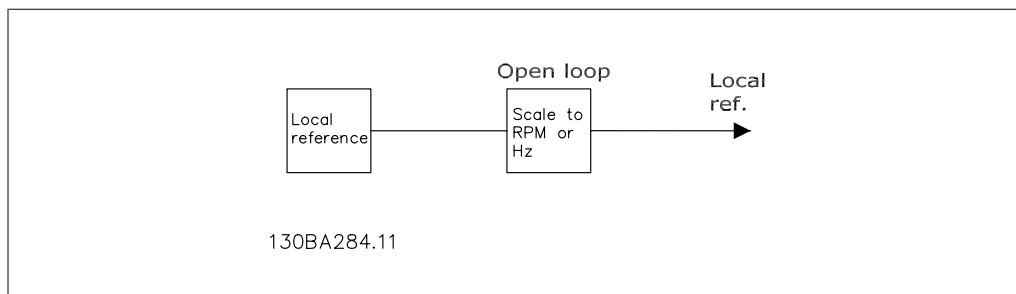 Open loop
Local
ref.
Local
reference
Scale to
RPM or
Hz
130BA284.11